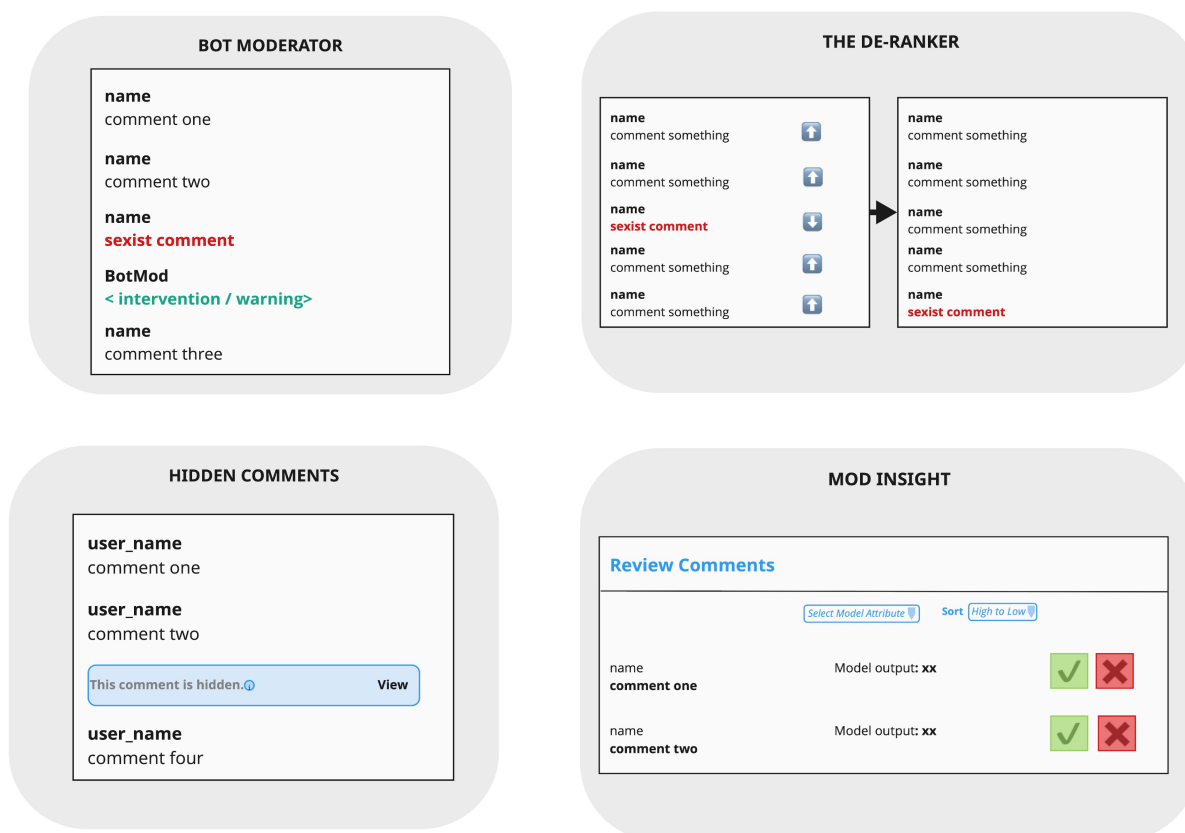 BOT MODERATOR
name
comment one
name
comment two
name
sexist comment
BotMod
< intervention / warning>
name
comment three
THE DE-RANKER
name
comment something
name
comment something
name
sexist comment
name
comment something
name
comment something
name
comment something
name
comment something
name
comment something
name
comment something
name
sexist comment
HIDDEN COMMENTS
user_name
comment one
user_name
comment two
This comment is hidden. View
user_name
comment four
MOD INSIGHT
Review Comments
Select Model Attribute Sort High to Low
name
comment one
Model output: xx
name
comment two
Model output: xx